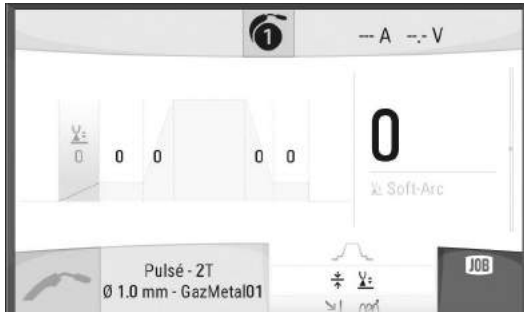 1
--- A --.- V
0 0 0 0 0
0
Soft-Arc
Pulsé - 2T
Ø 1.0 mm - GazMetal01
JOB